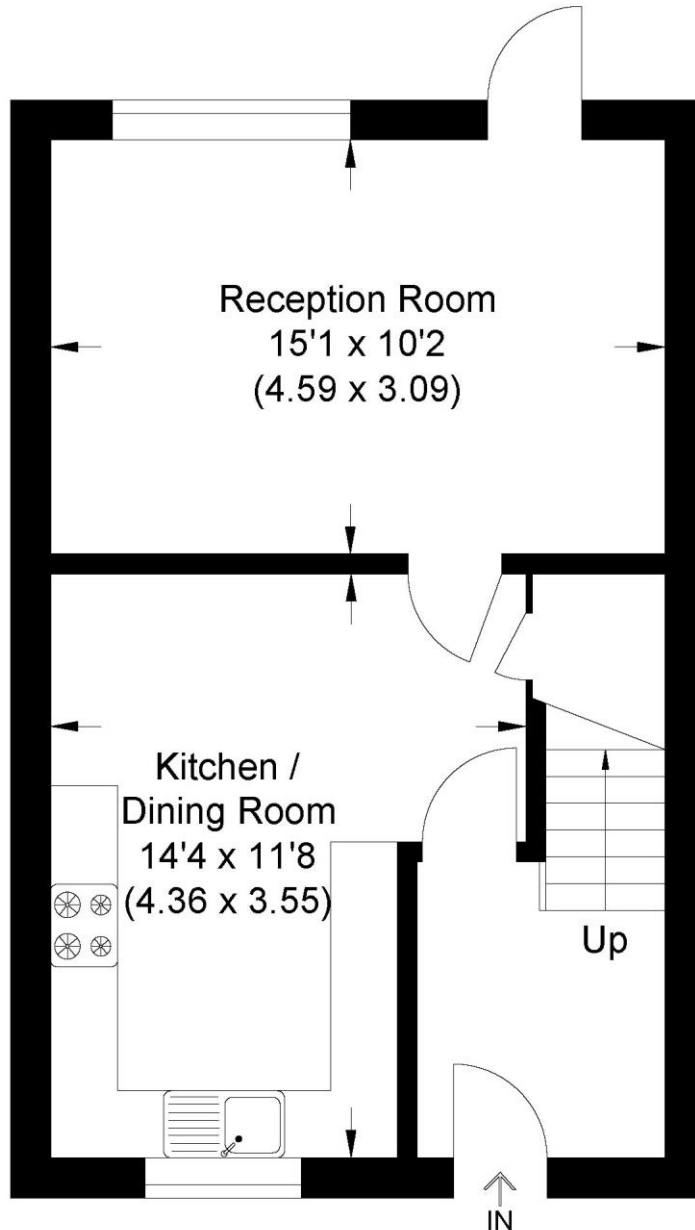 Reception Room
15'1 x 10'2
(4.59 x 3.09)
Kitchen /
Dining Room
14'4 x 11'8
(4.36 x 3.55)
Up
IN